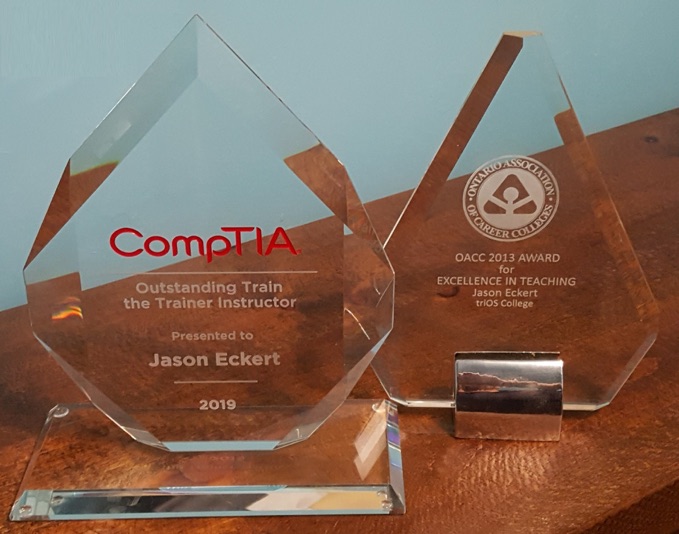 CompTIA
Outstanding Train
the Trainer Instructor
Presented to
Jason Eckert
2019
ONTARIO ASSOCIATION
OF CAREER COLLEGES
OACC 2013 AWARD
for
EXCELLENCE IN TEACHING
Jason Eckert
triOS College